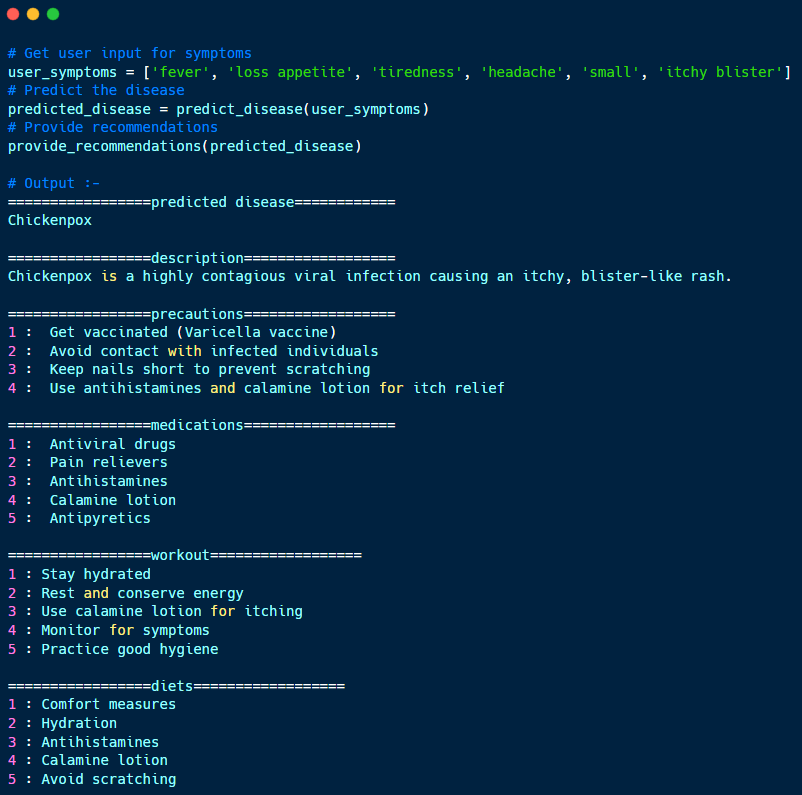 # Get user input for symptoms
user_symptoms = ['fever', 'loss appetite', 'tiredness', 'headache', 'small', 'itchy blister']
# Predict the disease
predicted_disease = predict_disease(user_symptoms)
# Provide recommendations
provide_recommendations(predicted_disease)

# Output :-
=================predicted disease============
Chickenpox

=================description==================
Chickenpox is a highly contagious viral infection causing an itchy, blister-like rash.

=================precautions==================
1 :  Get vaccinated (Varicella vaccine)
2 :  Avoid contact with infected individuals
3 :  Keep nails short to prevent scratching
4 :  Use antihistamines and calamine lotion for itch relief

=================medications==================
1 :  Antiviral drugs
2 :  Pain relievers
3 :  Antihistamines
4 :  Calamine lotion
5 :  Antipyretics

=================workout==================
1 : Stay hydrated
2 : Rest and conserve energy
3 : Use calamine lotion for itching
4 : Monitor for symptoms
5 : Practice good hygiene

=================diets==================
1 : Comfort measures
2 : Hydration
3 : Antihistamines
4 : Calamine lotion
5 : Avoid scratching